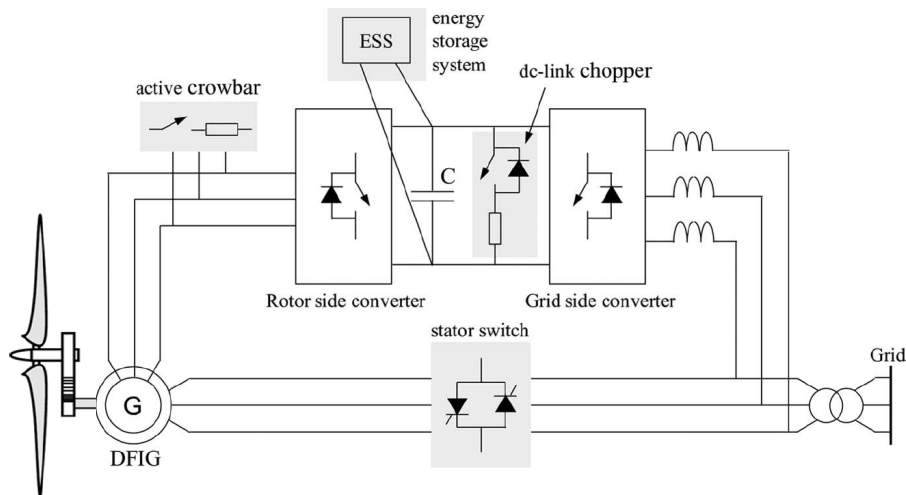 ESS
energy
storage
system
active crowbar
dc-link chopper
C
Rotor side converter
Grid side converter
stator switch
Grid
G
DFIG